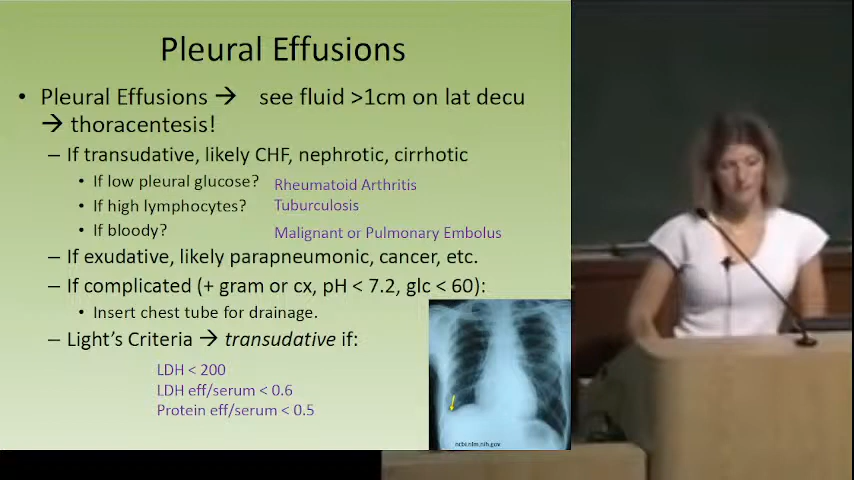 Pleural Effusions
• Pleural Effusions → see fluid >1cm on lat decu
→ thoracentesis!
– If transudative, likely CHF, nephrotic, cirrhotic
• If low pleural glucose? Rheumatoid Arthritis
• If high lymphocytes? Tuburculosis
• If bloody? Malignant or Pulmonary Embolus
– If exudative, likely parapneumonic, cancer, etc.
– If complicated (+ gram or cx, pH < 7.2, glc < 60):
• Insert chest tube for drainage.
– Light's Criteria → transudative if:
LDH < 200
LDH eff/serum < 0.6
Protein eff/serum < 0.5
ncbi.nlm.nih.gov